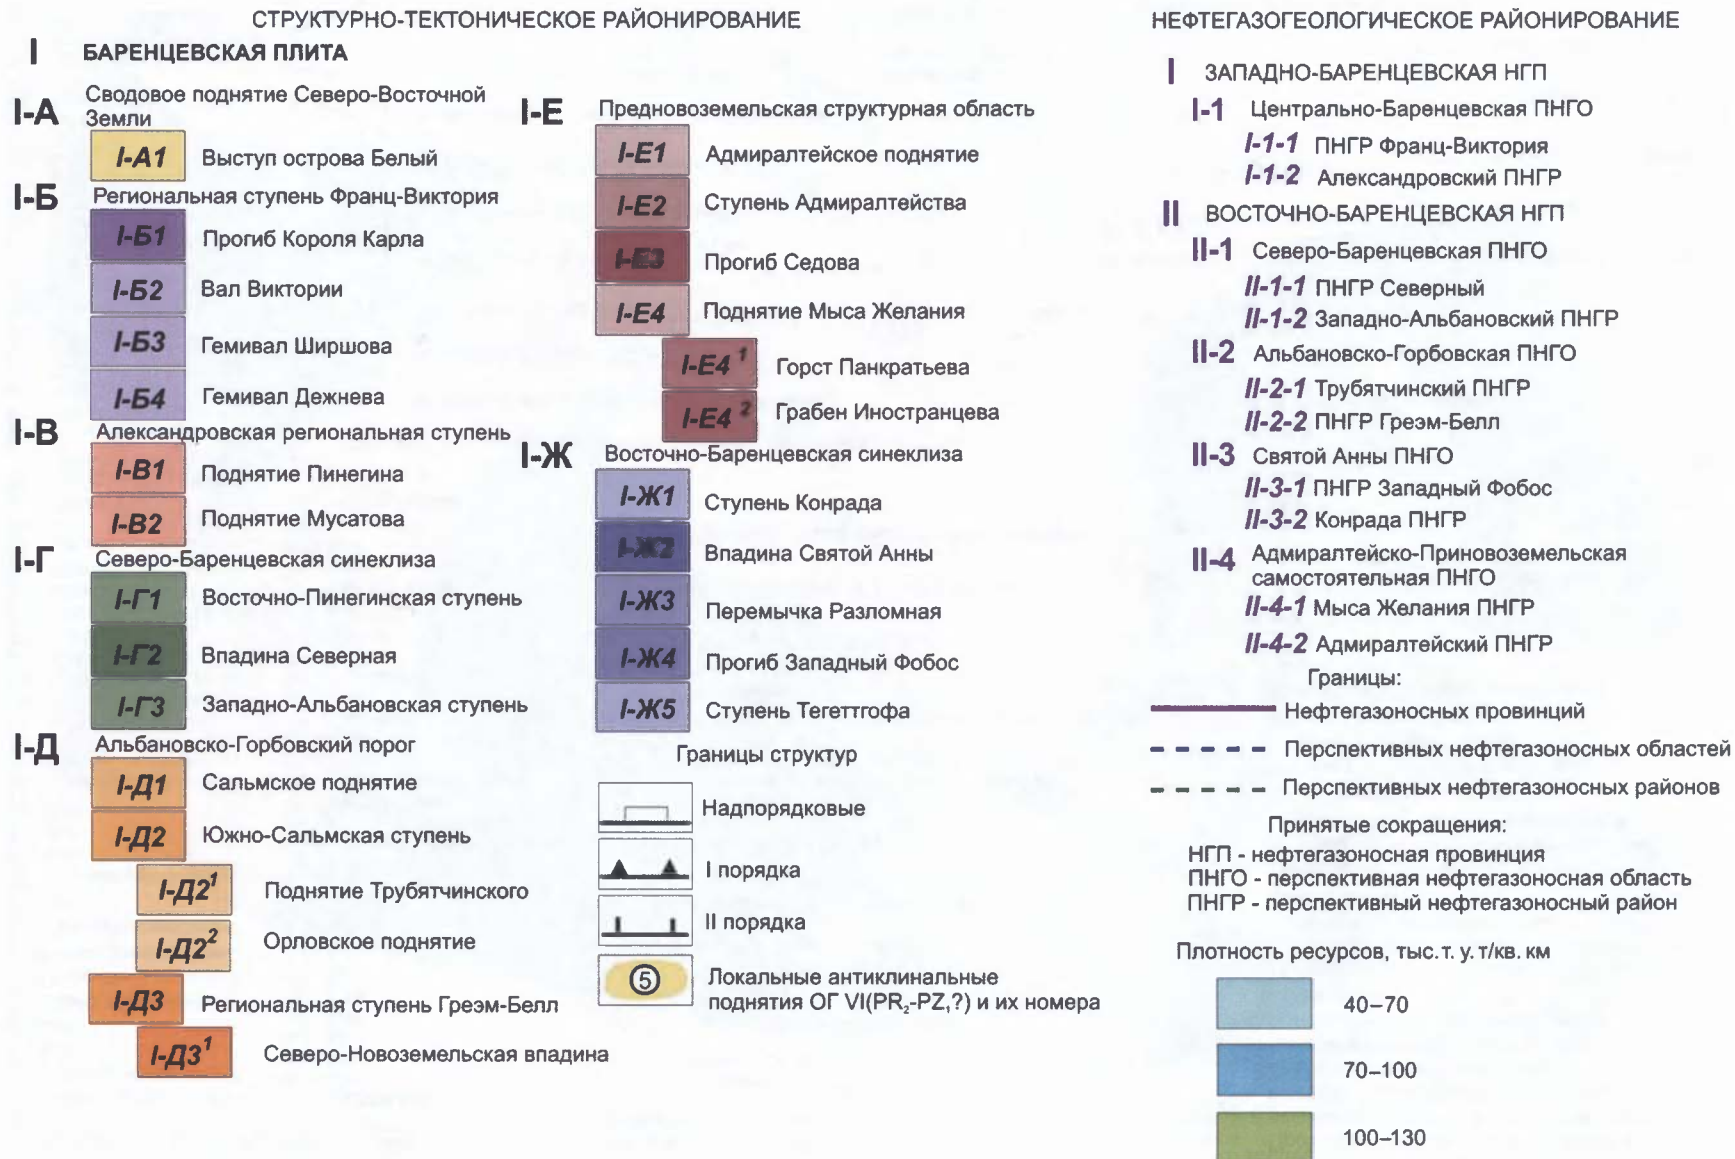 СТРУКТУРНО-ТЕКТОНИЧЕСКОЕ РАЙОНИРОВАНИЕ
I БАРЕНЦЕВСКАЯ ПЛИТА
I-А Сводовое поднятие Северо-Восточной
Земли
I-А1 Выступ острова Белый
I-Б Региональная ступень Франц-Виктория
I-Б1 Прогиб Короля Карла
I-Б2 Вал Виктории
I-Б3 Гемивал Ширшова
I-Б4 Гемивал Дежнева
I-В Александровская региональная ступень
I-В1 Поднятие Пинегина
I-В2 Поднятие Мусатова
I-Г Северо-Баренцевская синеклиза
I-Г1 Восточно-Пинегинская ступень
I-Г2 Впадина Северная
I-Г3 Западно-Альбановская ступень
I-Д Альбановско-Горбовский порог
I-Д1 Сальмское поднятие
I-Д2 Южно-Сальмская ступень
I-Д2¹ Поднятие Трубятчинского
I-Д2² Орловское поднятие
I-Д3 Региональная ступень Греэм-Белл
I-Д3¹ Северо-Новоземельская впадина
I-Е Предновоземельская структурная область
I-Е1 Адмиралтейское поднятие
I-Е2 Ступень Адмиралтейства
I-Е3 Прогиб Седова
I-Е4 Поднятие Мыса Желания
I-Е4¹ Горст Панкратьева
I-Е4² Грабен Иностранцева
I-Ж Восточно-Баренцевская синеклиза
I-Ж1 Ступень Конрада
I-Ж2 Впадина Святой Анны
I-Ж3 Перемычка Разломная
I-Ж4 Прогиб Западный Фобос
I-Ж5 Ступень Тегеттгофа
Границы структур
Надпорядковые
I порядка
II порядка
5 Локальные антиклинальные
поднятия ОГ VI(PR₂-PZ₁?) и их номера
НЕФТЕГАЗОГЕОЛОГИЧЕСКОЕ РАЙОНИРОВАНИЕ
I ЗАПАДНО-БАРЕНЦЕВСКАЯ НГП
I-1 Центрально-Баренцевская ПНГО
I-1-1 ПНГР Франц-Виктория
I-1-2 Александровский ПНГР
II ВОСТОЧНО-БАРЕНЦЕВСКАЯ НГП
II-1 Северо-Баренцевская ПНГО
II-1-1 ПНГР Северный
II-1-2 Западно-Альбановский ПНГР
II-2 Альбановско-Горбовская ПНГО
II-2-1 Трубятчинский ПНГР
II-2-2 ПНГР Греэм-Белл
II-3 Святой Анны ПНГО
II-3-1 ПНГР Западный Фобос
II-3-2 Конрада ПНГР
II-4 Адмиралтейско-Приновоземельская
самостоятельная ПНГО
II-4-1 Мыса Желания ПНГР
II-4-2 Адмиралтейский ПНГР
Границы:
Нефтегазоносных провинций
Перспективных нефтегазоносных областей
Перспективных нефтегазоносных районов
Принятые сокращения:
НГП - нефтегазоносная провинция
ПНГО - перспективная нефтегазоносная область
ПНГР - перспективный нефтегазоносный район
Плотность ресурсов, тыс. т. у. т/кв. км
40–70
70–100
100–130